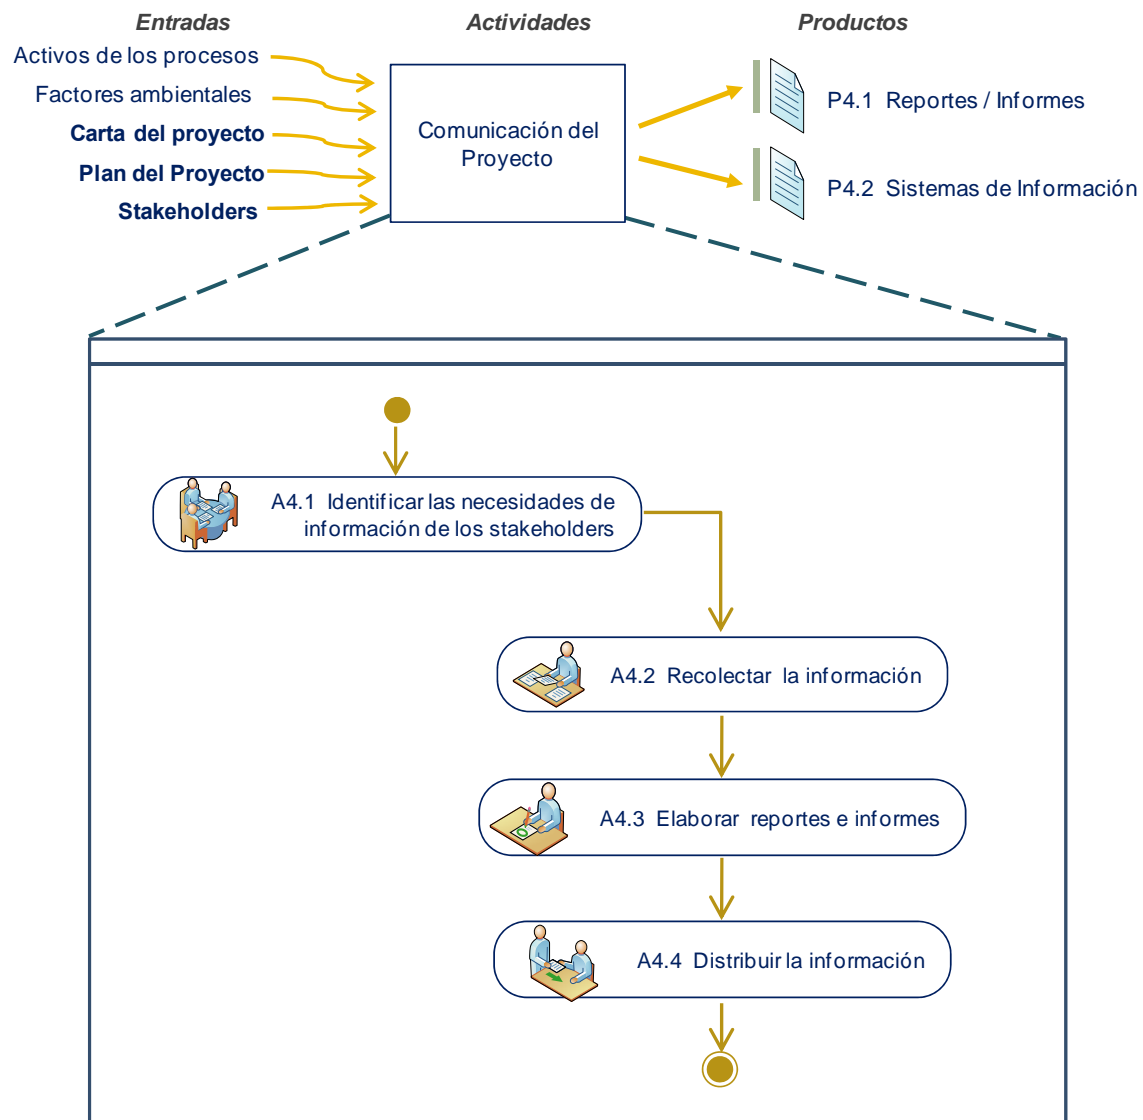 Entradas
Actividades
Productos
Activos de los procesos
Factores ambientales
Carta del proyecto
Plan del Proyecto
Stakeholders
Comunicación del
Proyecto
P4.1 Reportes / Informes
P4.2 Sistemas de Información
A4.1 Identificar las necesidades de
información de los stakeholders
A4.2 Recolectar la información
A4.3 Elaborar reportes e informes
A4.4 Distribuir la información